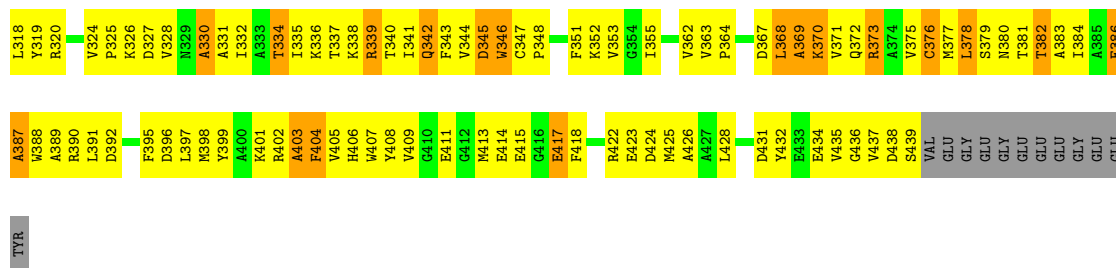 L318 Y319 R320 V324 P325 K326 D327 V328 N329 A330 A331 I332 A333 T334 I335 K336 T337 K338 R339 T340 I341 Q342 F343 V344 D345 W346 C347 P348 F351 K352 V353 G354 I355 V362 V363 P364 D367 L368 A369 K370 V371 Q372 R373 A374 V375 C376 M377 L378 S379 N380 T381 T382 A383 I384 A385 E386
A387 W388 A389 R390 L391 D392 F395 D396 L397 M398 Y399 A400 K401 R402 A403 F404 V405 H406 W407 Y408 V409 G410 E411 G412 M413 E414 E415 G416 E417 F418 R422 E423 D424 M425 A426 A427 L428 D431 Y432 E433 E434 V435 G436 V437 D438 S439 VAL GLU GLY GLU GLY GLU GLU GLU GLY GLU GLU
TYR